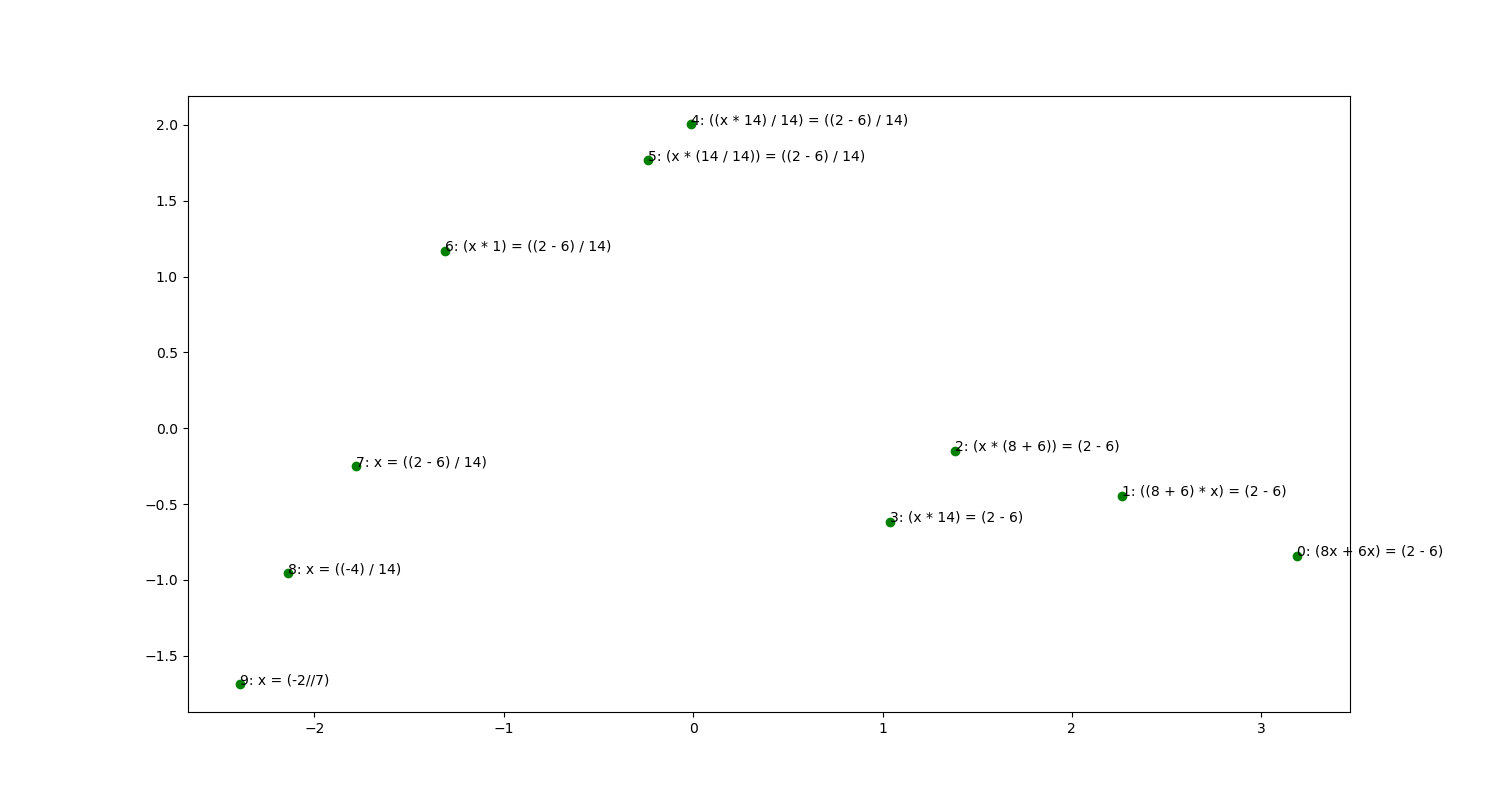 2.0
1.5
1.0
0.5
0.0
−0.5
−1.0
−1.5
4: ((x * 14) / 14) = ((2 - 6) / 14)
5: (x * (14 / 14)) = ((2 - 6) / 14)
6: (x * 1) = ((2 - 6) / 14)
2: (x * (8 + 6)) = (2 - 6)
7: x = ((2 - 6) / 14)
1: ((8 + 6) * x) = (2 - 6)
3: (x * 14) = (2 - 6)
0: (8x + 6x) = (2 - 6)
8: x = ((-4) / 14)
9: x = (-2//7)
−2 −1 0 1 2 3